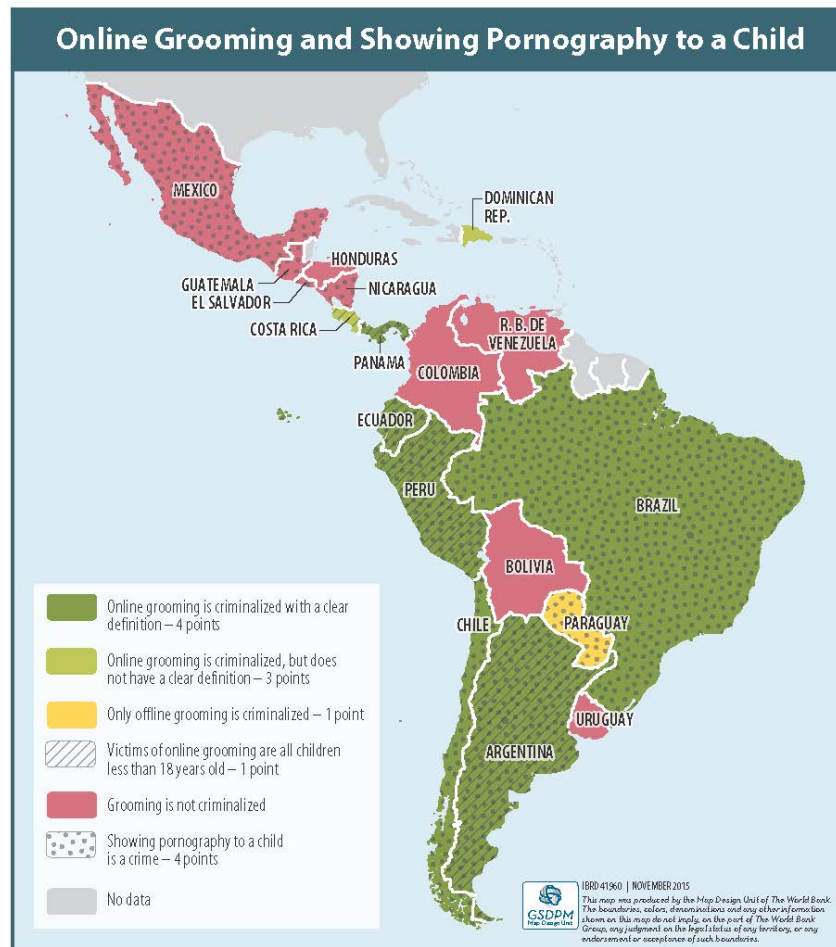 Online Grooming and Showing Pornography to a Child
MEXICO
DOMINICAN
REP.
HONDURAS
GUATEMALA
NICARAGUA
EL SALVADOR
COSTA RICA
R. B. DE
VENEZUELA
PANAMA
COLOMBIA
ECUADOR
PERU
BRAZIL
BOLIVIA
CHILE
PARAGUAY
URUGUAY
ARGENTINA
Online grooming is criminalized with a clear
definition – 4 points
Online grooming is criminalized, but does
not have a clear definition – 3 points
Only offline grooming is criminalized – 1 point
Victims of online grooming are all children
less than 18 years old – 1 point
Grooming is not criminalized
Showing pornography to a child
is a crime – 4 points
No data
GSDPM
Map Design Unit
IBRD 41960 | NOVEMBER 2015
This map was produced by the Map Design Unit of The World Bank.
The boundaries, colors, denominations and any other information
shown on this map do not imply, on the part of The World Bank
Group, any judgment on the legal status of any territory, or any
endorsement or acceptance of such boundaries.